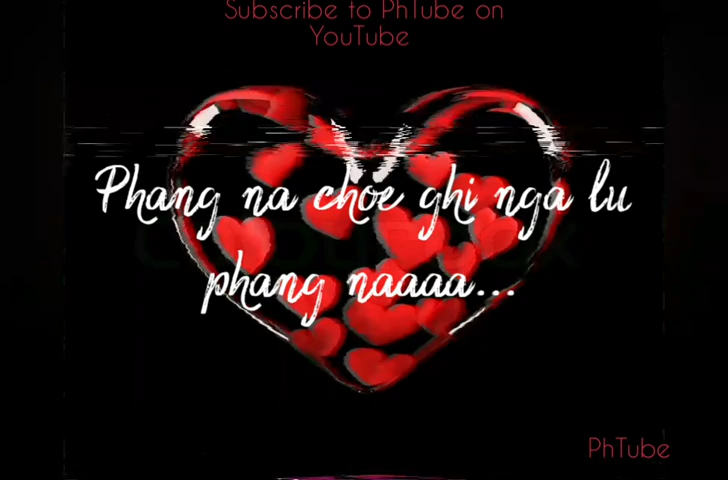 Subscribe to PhTube on
YouTube
Phang na choe ghi nga lu
phang naaaa...
PhTube